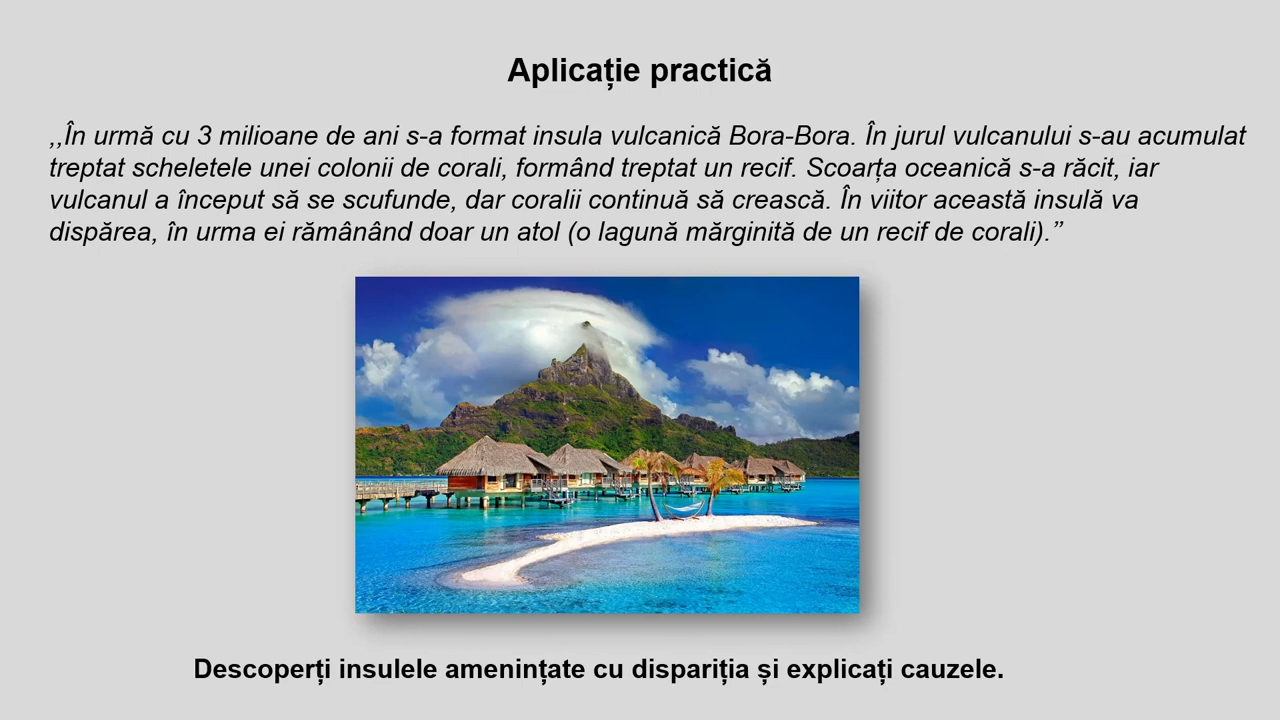 Aplicație practică
,,În urmă cu 3 milioane de ani s-a format insula vulcanică Bora-Bora. În jurul vulcanului s-au acumulat
treptat scheletele unei colonii de corali, formând treptat un recif. Scoarța oceanică s-a răcit, iar
vulcanul a început să se scufunde, dar coralii continuă să crească. În viitor această insulă va
dispărea, în urma ei rămânând doar un atol (o lagună mărginită de un recif de corali).”
Descoperți insulele amenințate cu dispariția și explicați cauzele.